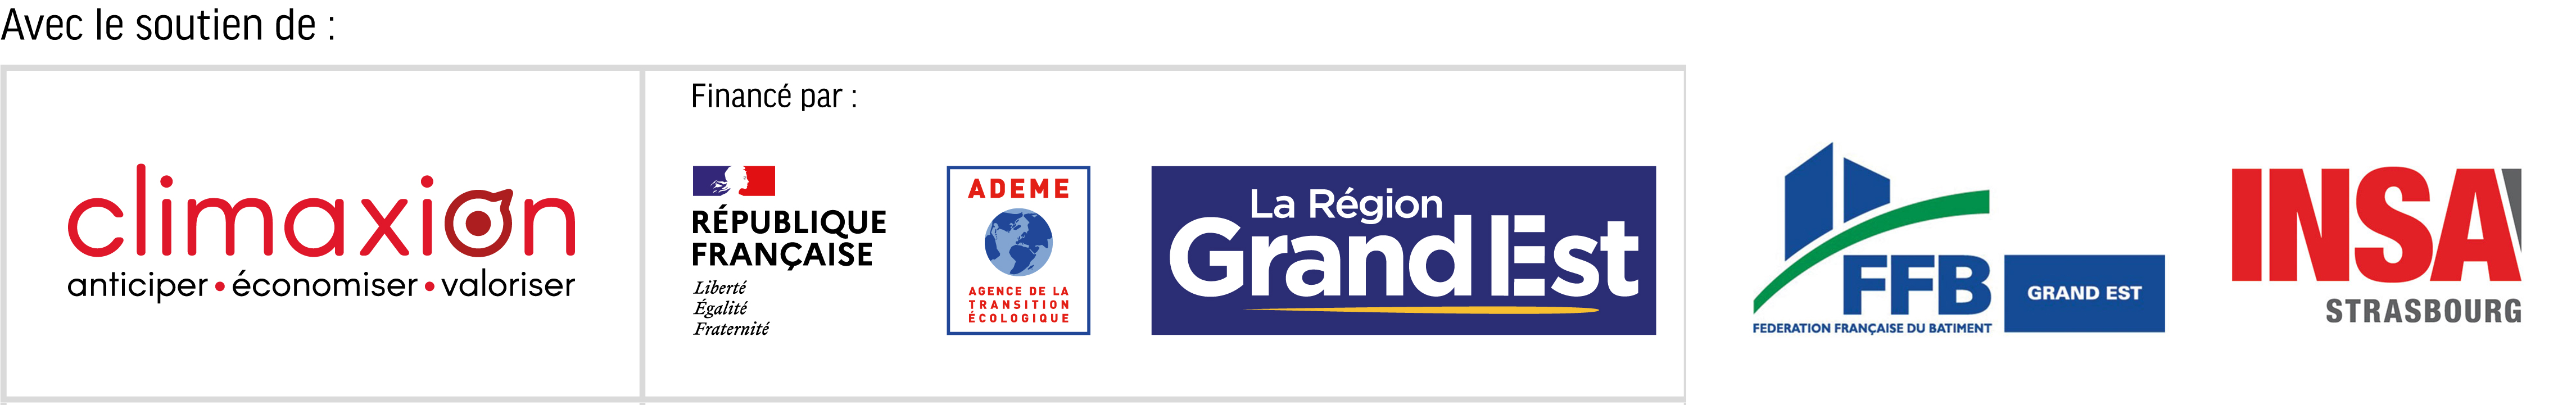 Avec le soutien de :
climaxion
anticiper • économiser • valoriser
Financé par :
RÉPUBLIQUE
FRANÇAISE
Liberté
Égalité
Fraternité
ADEME
AGENCE DE LA
TRANSITION
ÉCOLOGIQUE
La Région
Grand Est
FFB
FEDERATION FRANÇAISE DU BATIMENT
GRAND EST
INSA
STRASBOURG